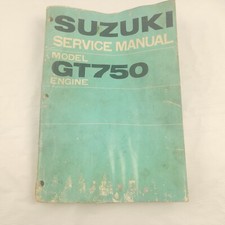 SUZUKI
SERVICE MANUAL
MODEL
GT750
ENGINE